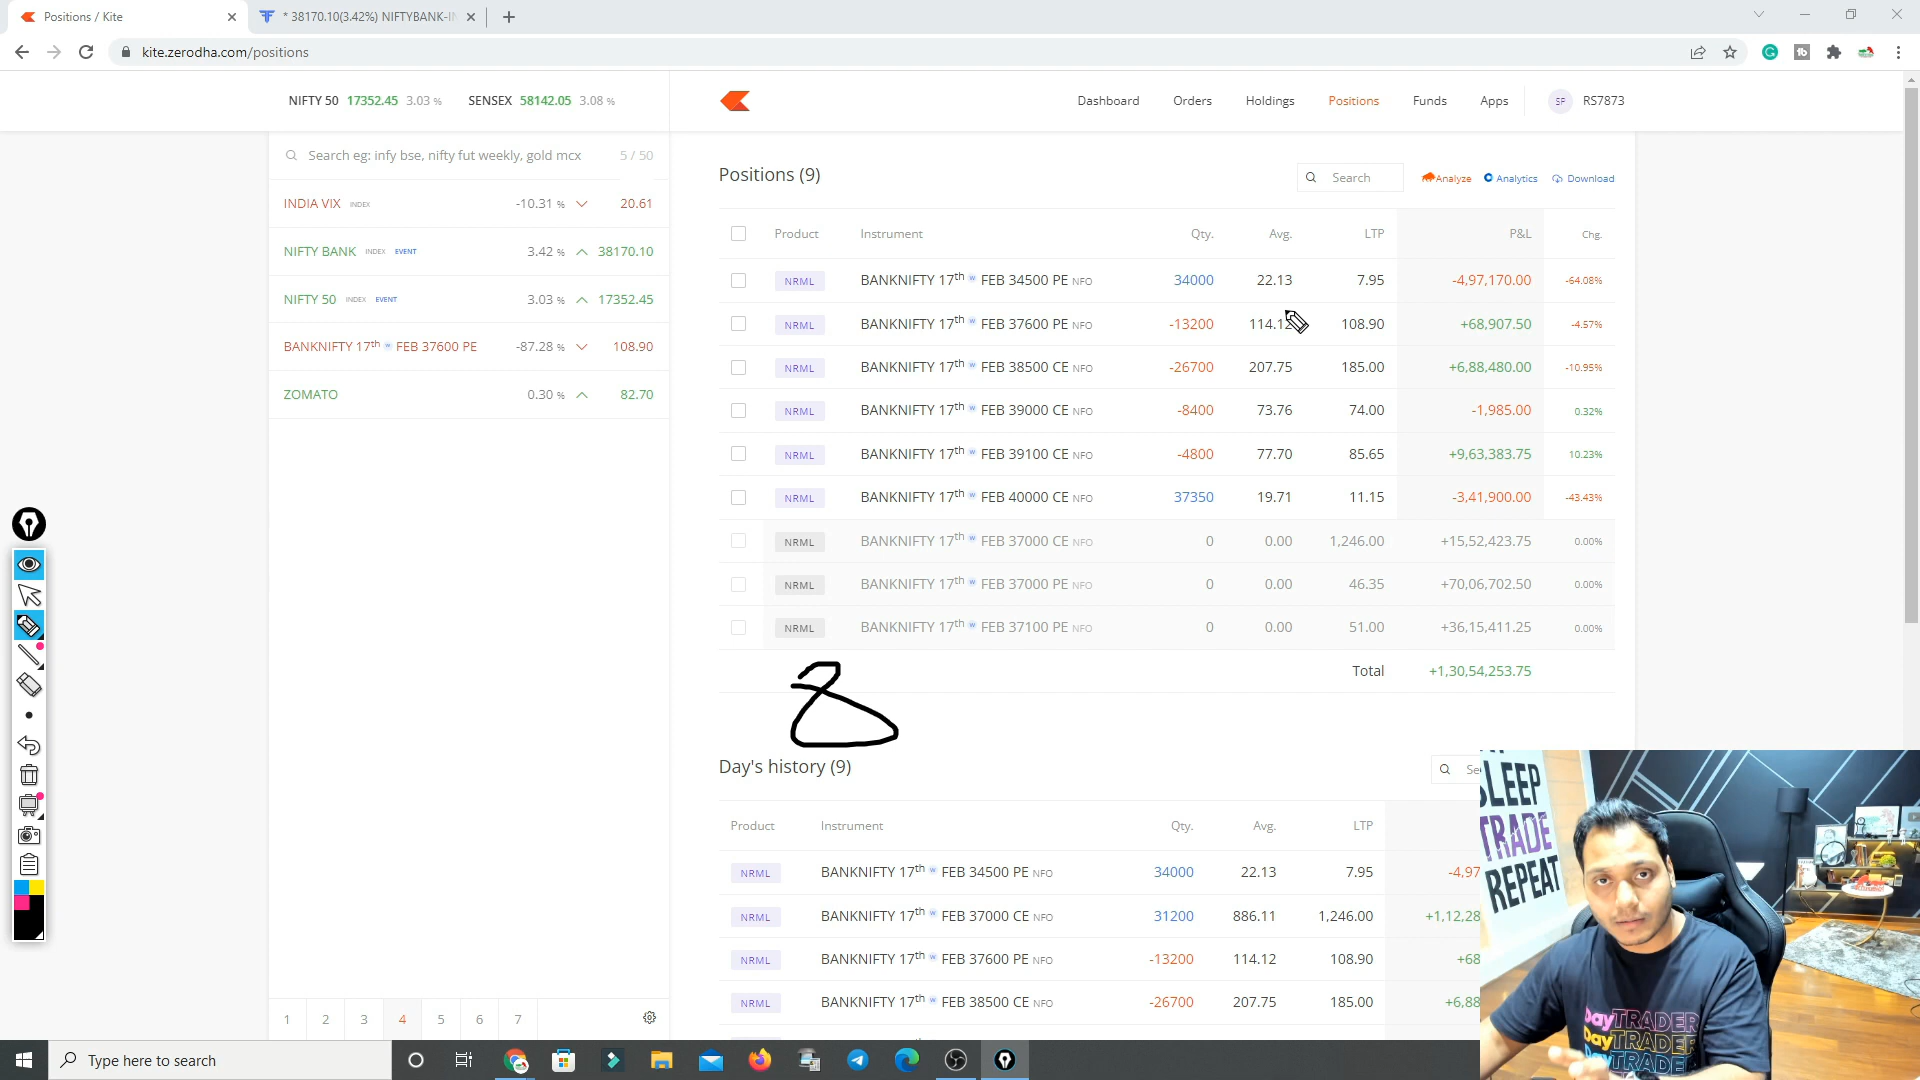 Positions / Kite
* 38170.10(3.42%) NIFTYBANK-IN
kite.zerodha.com/positions
NIFTY 50 17352.45 3.03 % SENSEX 58142.05 3.08 %
Dashboard Orders Holdings Positions Funds Apps SP RS7873
Search eg: infy bse, nifty fut weekly, gold mcx 5 / 50
INDIA VIX INDEX -10.31 % 20.61
NIFTY BANK INDEX EVENT 3.42 % 38170.10
NIFTY 50 INDEX EVENT 3.03 % 17352.45
BANKNIFTY 17th w FEB 37600 PE -87.28 % 108.90
ZOMATO 0.30 % 82.70
1 2 3 4 5 6 7
Positions (9) Search Analyze Analytics Download
Product Instrument Qty. Avg. LTP P&L Chg.
NRML BANKNIFTY 17th w FEB 34500 PE NFO 34000 22.13 7.95 -4,97,170.00 -64.08%
NRML BANKNIFTY 17th w FEB 37600 PE NFO -13200 114.12 108.90 +68,907.50 -4.57%
NRML BANKNIFTY 17th w FEB 38500 CE NFO -26700 207.75 185.00 +6,88,480.00 -10.95%
NRML BANKNIFTY 17th w FEB 39000 CE NFO -8400 73.76 74.00 -1,985.00 0.32%
NRML BANKNIFTY 17th w FEB 39100 CE NFO -4800 77.70 85.65 +9,63,383.75 10.23%
NRML BANKNIFTY 17th w FEB 40000 CE NFO 37350 19.71 11.15 -3,41,900.00 -43.43%
NRML BANKNIFTY 17th w FEB 37000 CE NFO 0 0.00 1,246.00 +15,52,423.75 0.00%
NRML BANKNIFTY 17th w FEB 37000 PE NFO 0 0.00 46.35 +70,06,702.50 0.00%
NRML BANKNIFTY 17th w FEB 37100 PE NFO 0 0.00 51.00 +36,15,411.25 0.00%
Total +1,30,54,253.75
Day's history (9) Se
Product Instrument Qty. Avg. LTP
NRML BANKNIFTY 17th w FEB 34500 PE NFO 34000 22.13 7.95 -4,97
NRML BANKNIFTY 17th w FEB 37000 CE NFO 31200 886.11 1,246.00 +1,12,28
NRML BANKNIFTY 17th w FEB 37600 PE NFO -13200 114.12 108.90 +68
NRML BANKNIFTY 17th w FEB 38500 CE NFO -26700 207.75 185.00 +6,88
SLEEP
TRADE
REPEAT
DayTRADER
DayTRADER
DayTRADE
Type here to search